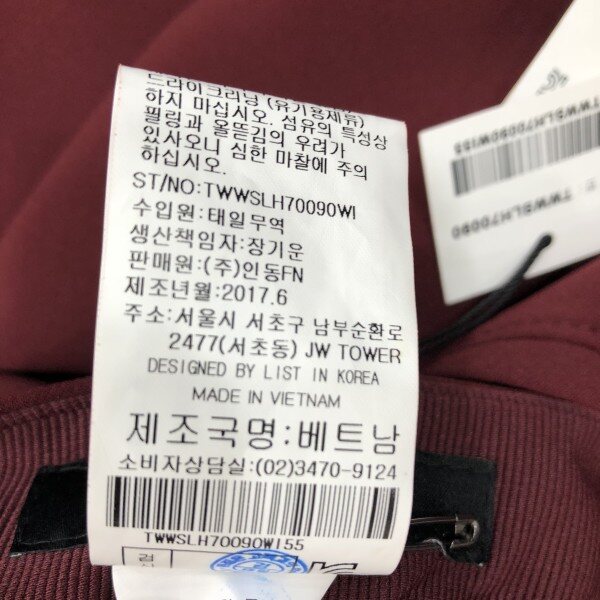 드라이크리닝 (유기용제류)
하지 마십시오. 섬유의 특성상
필링과 올뜯김의 우려가
있사오니 심한 마찰에 주의
하십시오.
ST/NO:TWWSLH70090WI
수입원:태일무역
생산책임자:장기운
판매원:(주)인동FN
제조년월:2017.6
주소:서울시 서초구 남부순환로
2477(서초동) JW TOWER
DESIGNED BY LIST IN KOREA
MADE IN VIETNAM
제조국명:베트남
소비자상담실:(02)3470-9124
TWWSLH70090WI55
검
TWWSLH70090WI55
TWWSLH70090